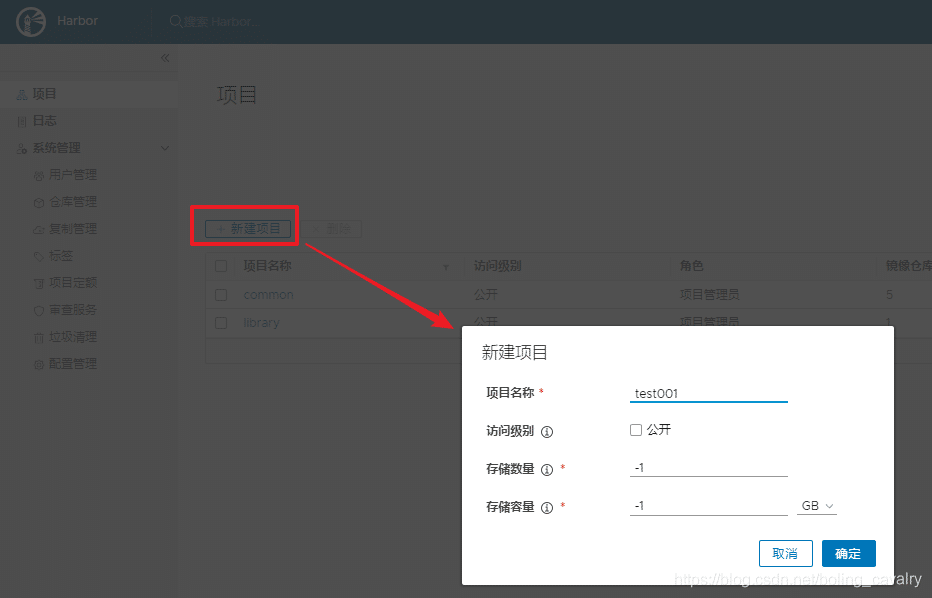 Harbor
搜索 Harbor...
«
项目
日志
系统管理
用户管理
仓库管理
复制管理
标签
项目定额
审查服务
垃圾清理
配置管理
项目
+ 新建项目
× 删除
项目名称 访问级别 角色 镜像仓库
common 公开 项目管理员 5
library 公开 项目管理员 1
新建项目
项目名称 * test001
访问级别 公开
存储数量 * -1
存储容量 * -1 GB
取消 确定
https://blog.csdn.net/boling_cavalry